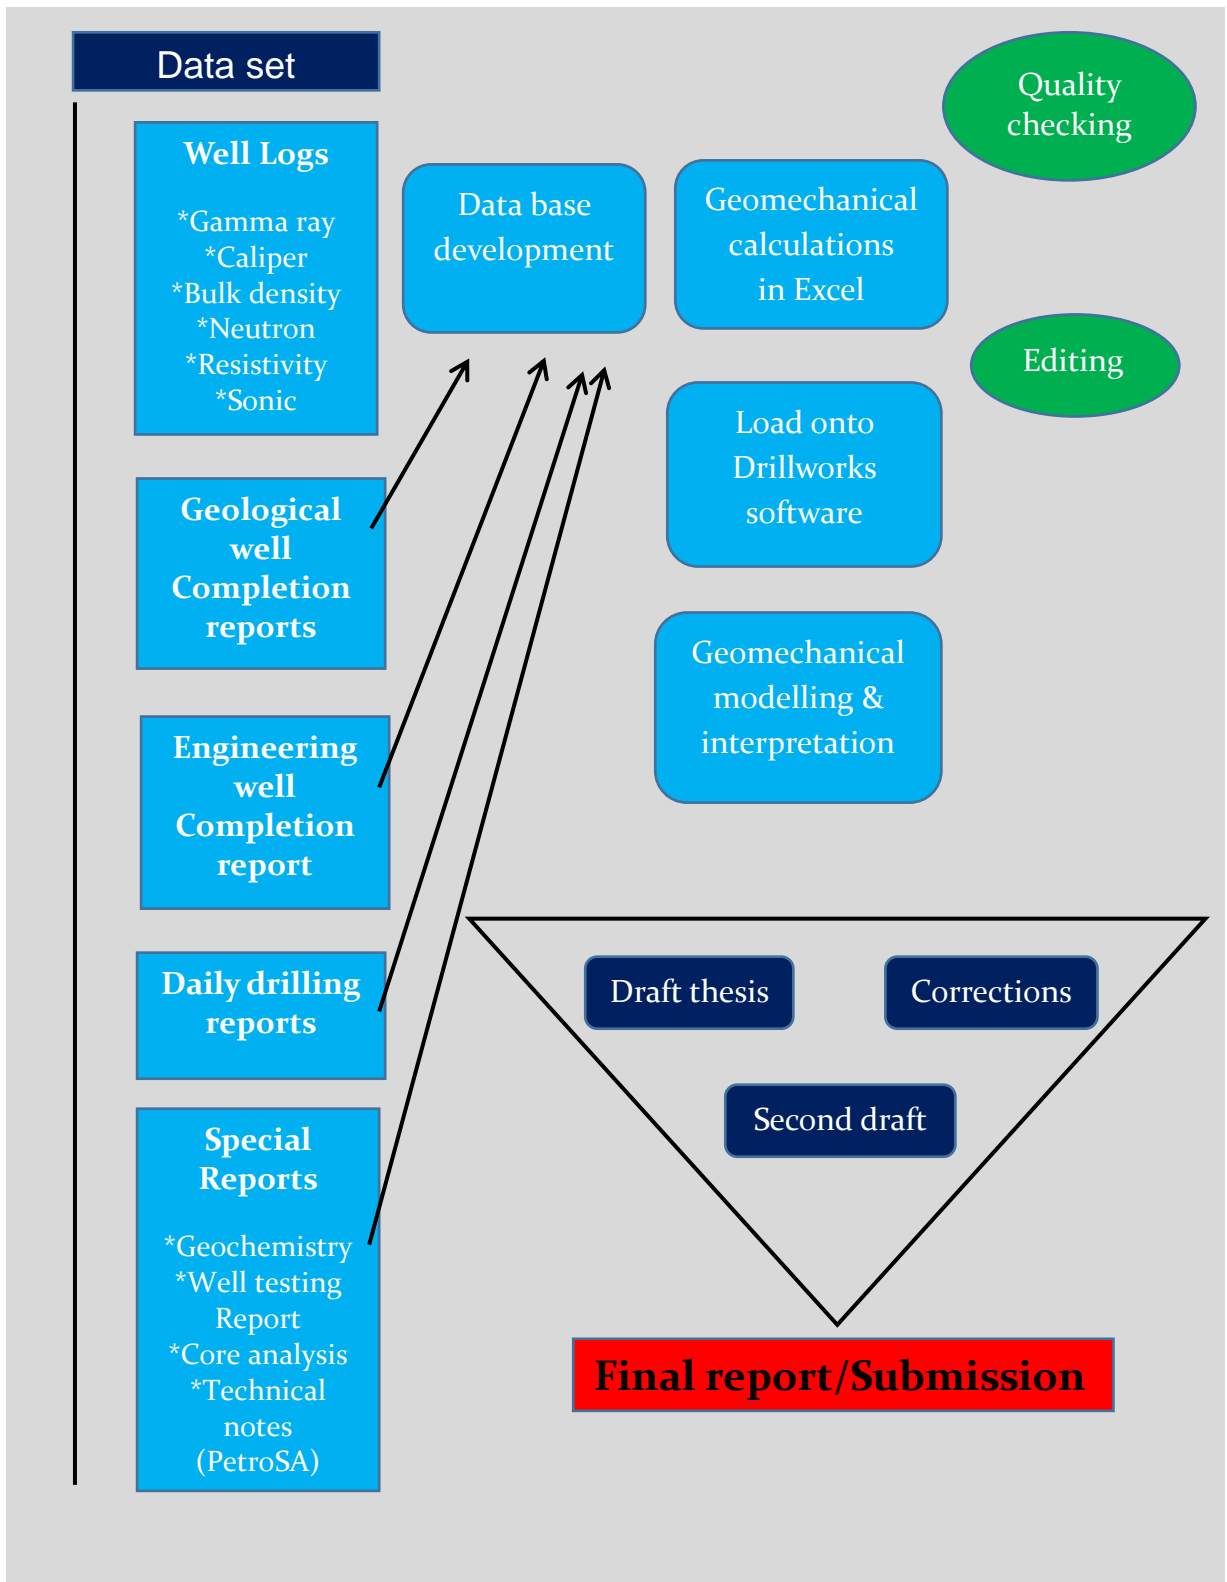 Data set
Well Logs
*Gamma ray
*Caliper
*Bulk density
*Neutron
*Resistivity
*Sonic
Geological
well
Completion
reports
Engineering
well
Completion
report
Daily drilling
reports
Special
Reports
*Geochemistry
*Well testing
Report
*Core analysis
*Technical
notes
(PetroSA)
Data base
development
Geomechanical
calculations
in Excel
Load onto
Drillworks
software
Geomechanical
modelling &
interpretation
Quality
checking
Editing
Draft thesis
Corrections
Second draft
Final report/Submission